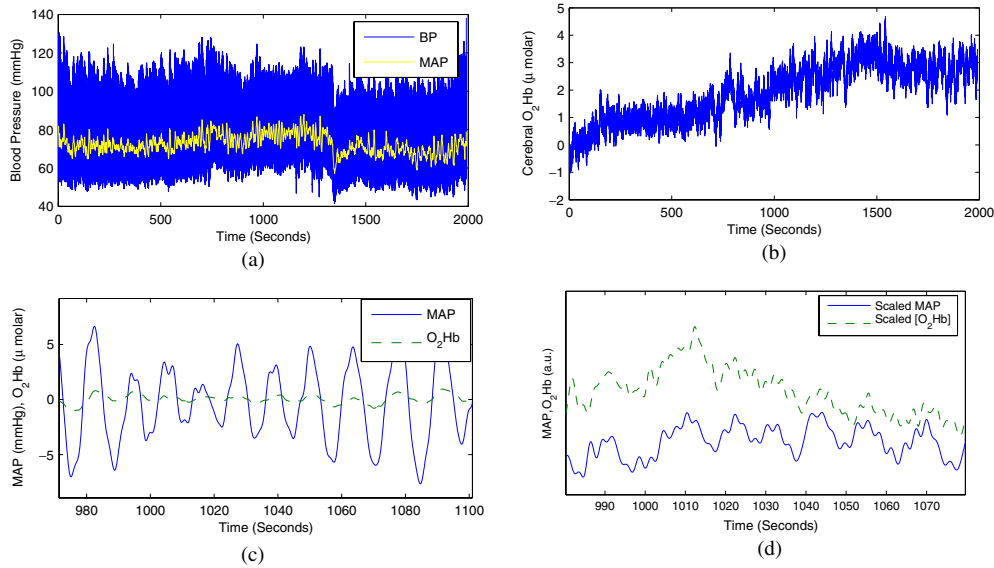 140
120
100
80
60
40
Blood Pressure (mmHg)
BP
MAP
0
500
1000
1500
2000
Time (Seconds)
(a)
5
4
3
2
1
0
−1
−2
Cerebral O2Hb (μ molar)
0
500
1000
1500
2000
Time (Seconds)
(b)
5
0
−5
MAP (mmHg), O2Hb (μ molar)
MAP
O2Hb
980
1000
1020
1040
1060
1080
1100
Time (Seconds)
(c)
MAP,O2Hb (a.u.)
Scaled MAP
Scaled [O2Hb]
990
1000
1010
1020
1030
1040
1050
1060
1070
Time (Seconds)
(d)